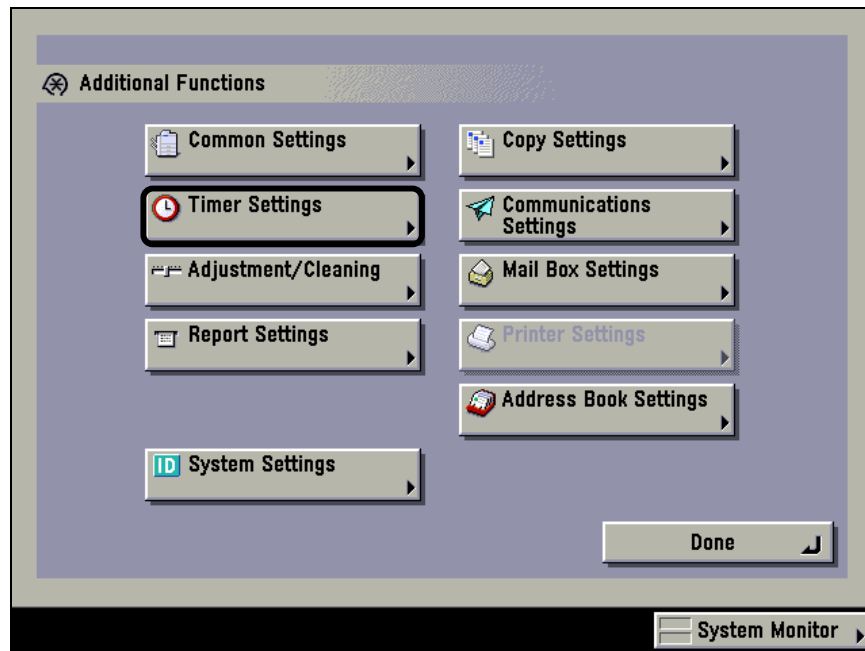 Additional Functions
Common Settings
Copy Settings
Timer Settings
Communications
Settings
Adjustment/Cleaning
Mail Box Settings
Report Settings
Printer Settings
Address Book Settings
ID System Settings
Done
System Monitor